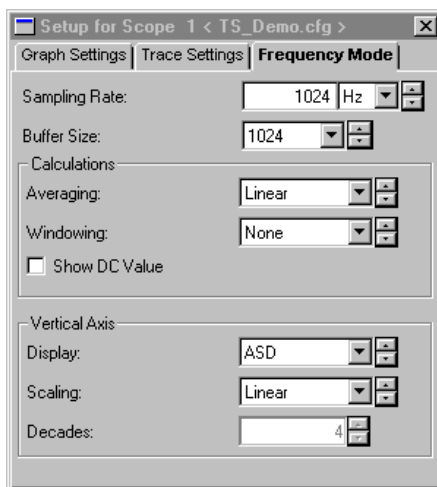 Setup for Scope 1 < TS_Demo.cfg >
Graph Settings Trace Settings Frequency Mode
Sampling Rate: 1024 Hz
Buffer Size: 1024
Calculations
Averaging: Linear
Windowing: None
Show DC Value
Vertical Axis
Display: ASD
Scaling: Linear
Decades: 4